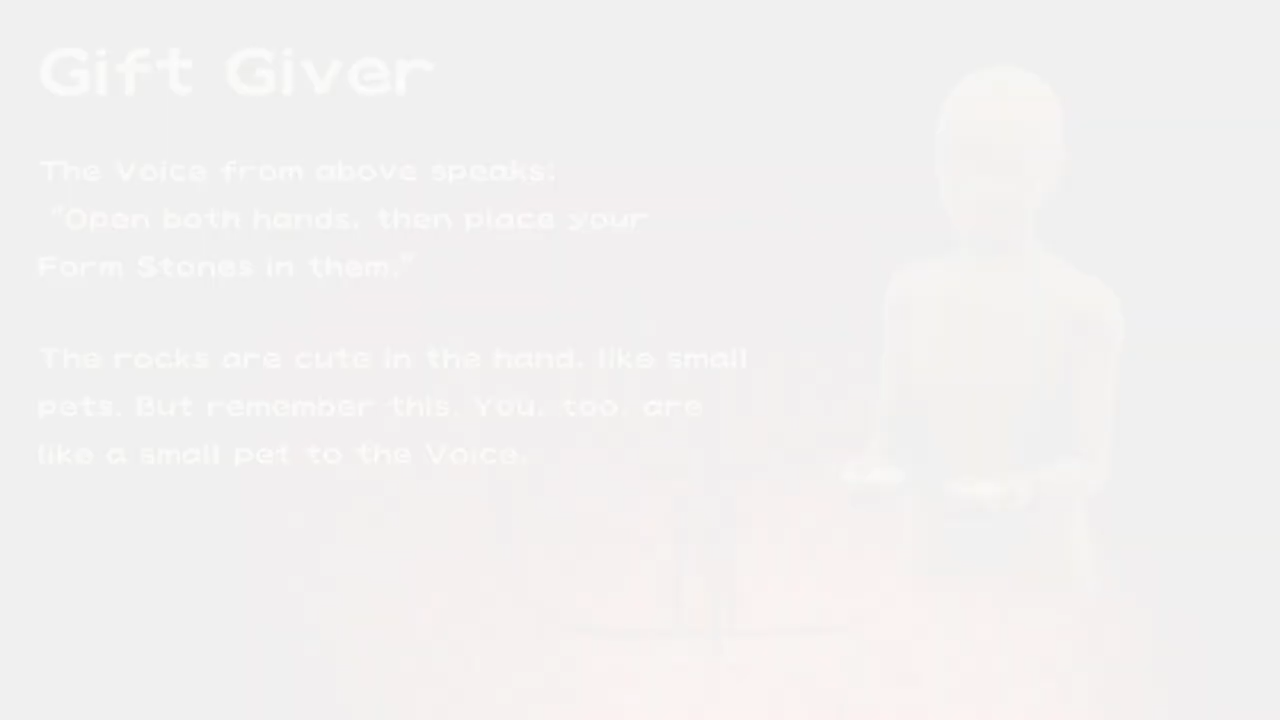 Gift Giver
The Voice from above speaks:
"Open both hands, then place your
Form Stones in them."
The rocks are cute in the hand, like small
pets. But remember this. You, too, are
like a small pet to the Voice.